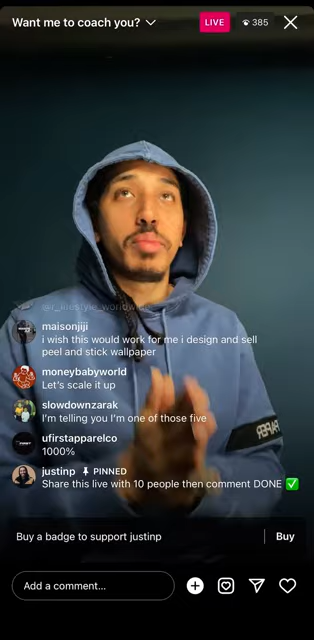 Want me to coach you?
LIVE
385
@r_lifestyle_worldwide
maisonjiji
i wish this would work for me i design and sell
peel and stick wallpaper
moneybabyworld
Let's scale it up
slowdownzarak
I'm telling you I'm one of those five
ufirstapparelco
1000%
justinp PINNED
Share this live with 10 people then comment DONE ✅
Buy a badge to support justinp
Buy
Add a comment...